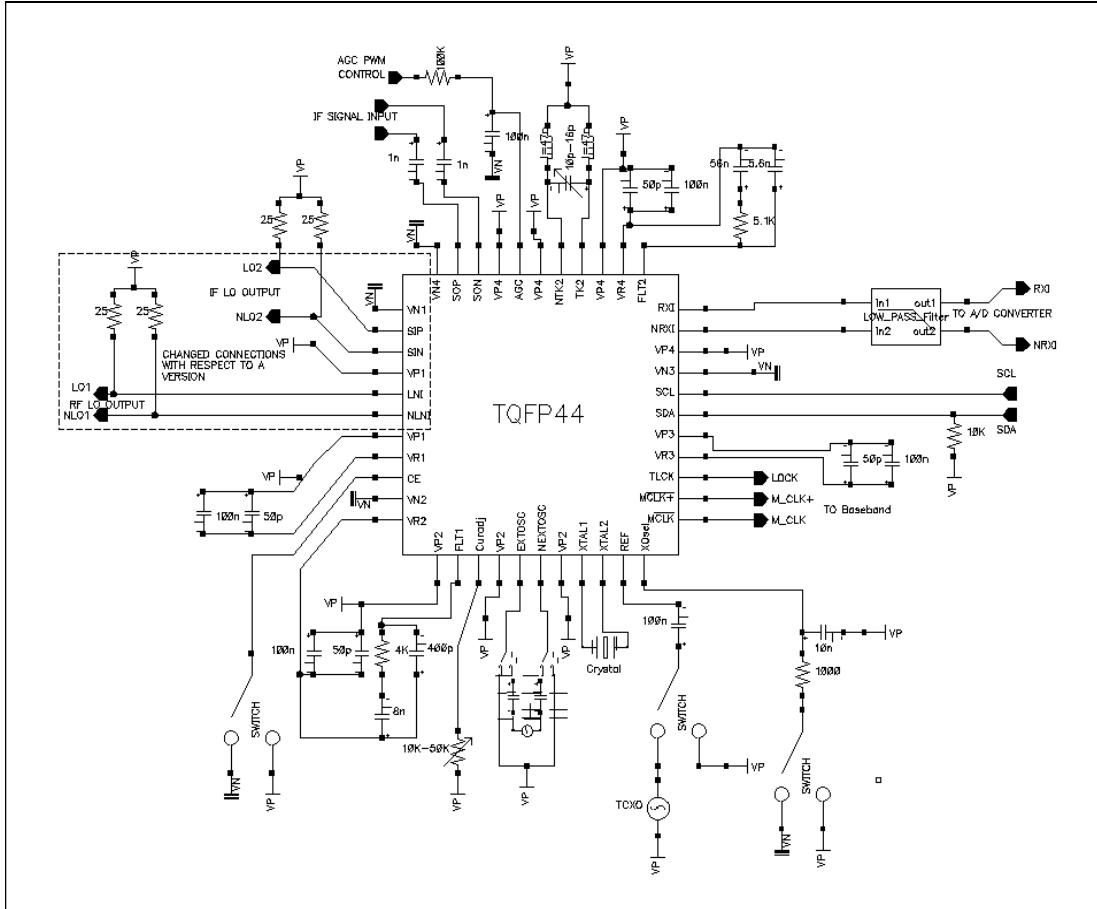 AGC PWM
CONTROL
100K
VP
IF SIGNAL INPUT
100n
VN
1n
1n
10p-16p
VP
50p
100n
56n
5.6n
5.1K
VP
25
25
VN
VP
VP
VN4
SOP
SON
VP4
AGC
VP4
NTK2
TK2
VP4
VR4
FLT2
VP
25
25
LO2
IF LO OUTPUT
NLO2
CHANGED CONNECTIONS
WITH RESPECT TO A
VERSION
LO1
RF LO OUTPUT
NLO1
VN
VP
VN1
SIP
SIN
VP1
LNI
NLNI
VP1
VR1
CE
VN2
VR2
TQFP44
RXI
NRXI
VP4
VN3
SCL
SDA
VP3
VR3
TLCK
MCLK+
MCLK
In1
out1
LOW_PASS_Filter
In2
out2
RXI
TO A/D CONVERTER
NRXI
VP
VN
SCL
SDA
10K
VP
50p
100n
LOCK
M_CLK+
M_CLK
TO Baseband
VP
VN
100n
50p
VP2
FLT1
Curadj
VP2
EXTOSC
NEXTOSC
VP2
XTAL1
XTAL2
REF
XOsel
VP
100n
50p
4K
400p
6n
VP
VP
Crystal
100n
10n
VP
1000
SWITCH
VN
VP
10K-50K
VP
VP
SWITCH
VP
TCXO
VP
SWITCH
VN
VP